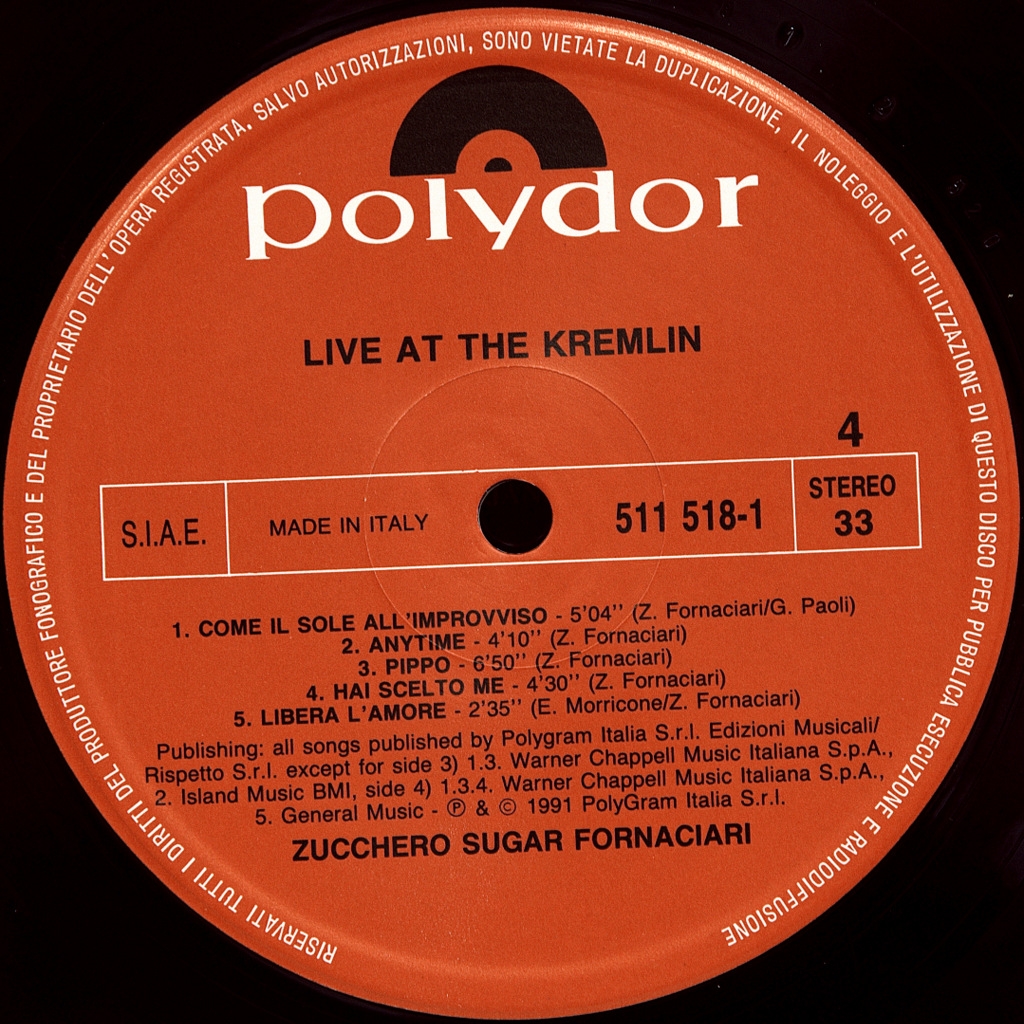 RISERVATI TUTTI I DIRITTI DEL PRODUTTORE FONOGRAFICO E DEL PROPRIETARIO DELL'OPERA REGISTRATA. SALVO AUTORIZZAZIONI, SONO VIETATE LA DUPLICAZIONE, IL NOLEGGIO E L'UTILIZZAZIONE DI QUESTO DISCO PER PUBBLICA ESECUZIONE E RADIODIFFUSIONE
polydor
LIVE AT THE KREMLIN
4
S.I.A.E. MADE IN ITALY 511 518-1 STEREO
33
1. COME IL SOLE ALL'IMPROVVISO - 5'04'' (Z. Fornaciari/G. Paoli)
2. ANYTIME - 4'10'' (Z. Fornaciari)
3. PIPPO - 6'50'' (Z. Fornaciari)
4. HAI SCELTO ME - 4'30'' (Z. Fornaciari)
5. LIBERA L'AMORE - 2'35'' (E. Morricone/Z. Fornaciari)
Publishing: all songs published by Polygram Italia S.r.l. Edizioni Musicali/
Rispetto S.r.l. except for side 3) 1.3. Warner Chappell Music Italiana S.p.A.,
2. Island Music BMI, side 4) 1.3.4. Warner Chappell Music Italiana S.p.A.,
5. General Music - ℗ & © 1991 PolyGram Italia S.r.l.
ZUCCHERO SUGAR FORNACIARI